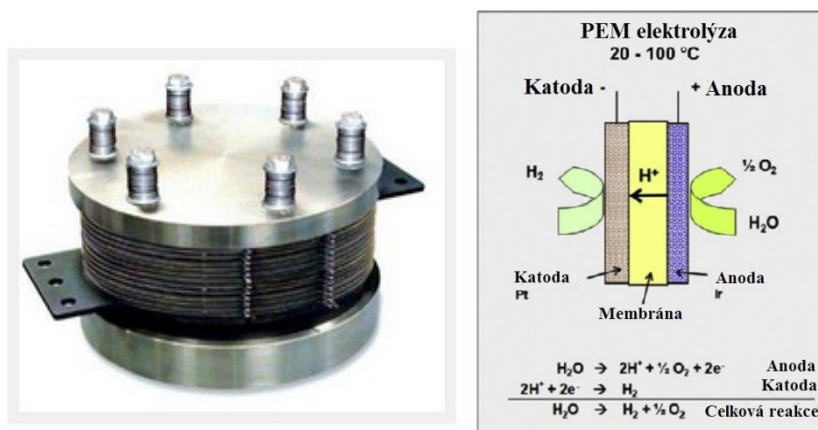 PEM elektrolýza
20 - 100 °C
Katoda - + Anoda
H₂ H⁺ ½ O₂
H₂O
Katoda Anoda
Pt Ir
Membrána
H₂O → 2H⁺ + ½ O₂ + 2e⁻ Anoda
2H⁺ + 2e⁻ → H₂ Katoda
H₂O → H₂ + ½ O₂ Celková reakce